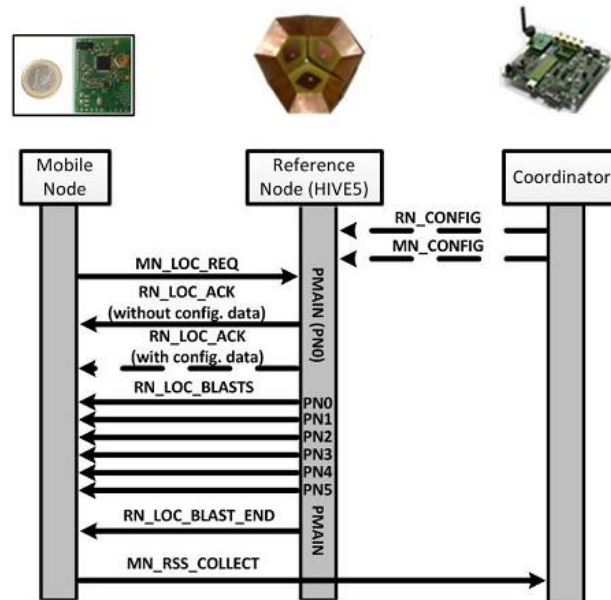 Mobile
Node
Reference
Node (HIVE5)
Coordinator
RN_CONFIG
MN_CONFIG
MN_LOC_REQ
RN_LOC_ACK
(without config. data)
RN_LOC_ACK
(with config. data)
PMAIN (PN0)
RN_LOC_BLASTS
PN0
PN1
PN2
PN3
PN4
PN5
RN_LOC_BLAST_END
PMAIN
MN_RSS_COLLECT